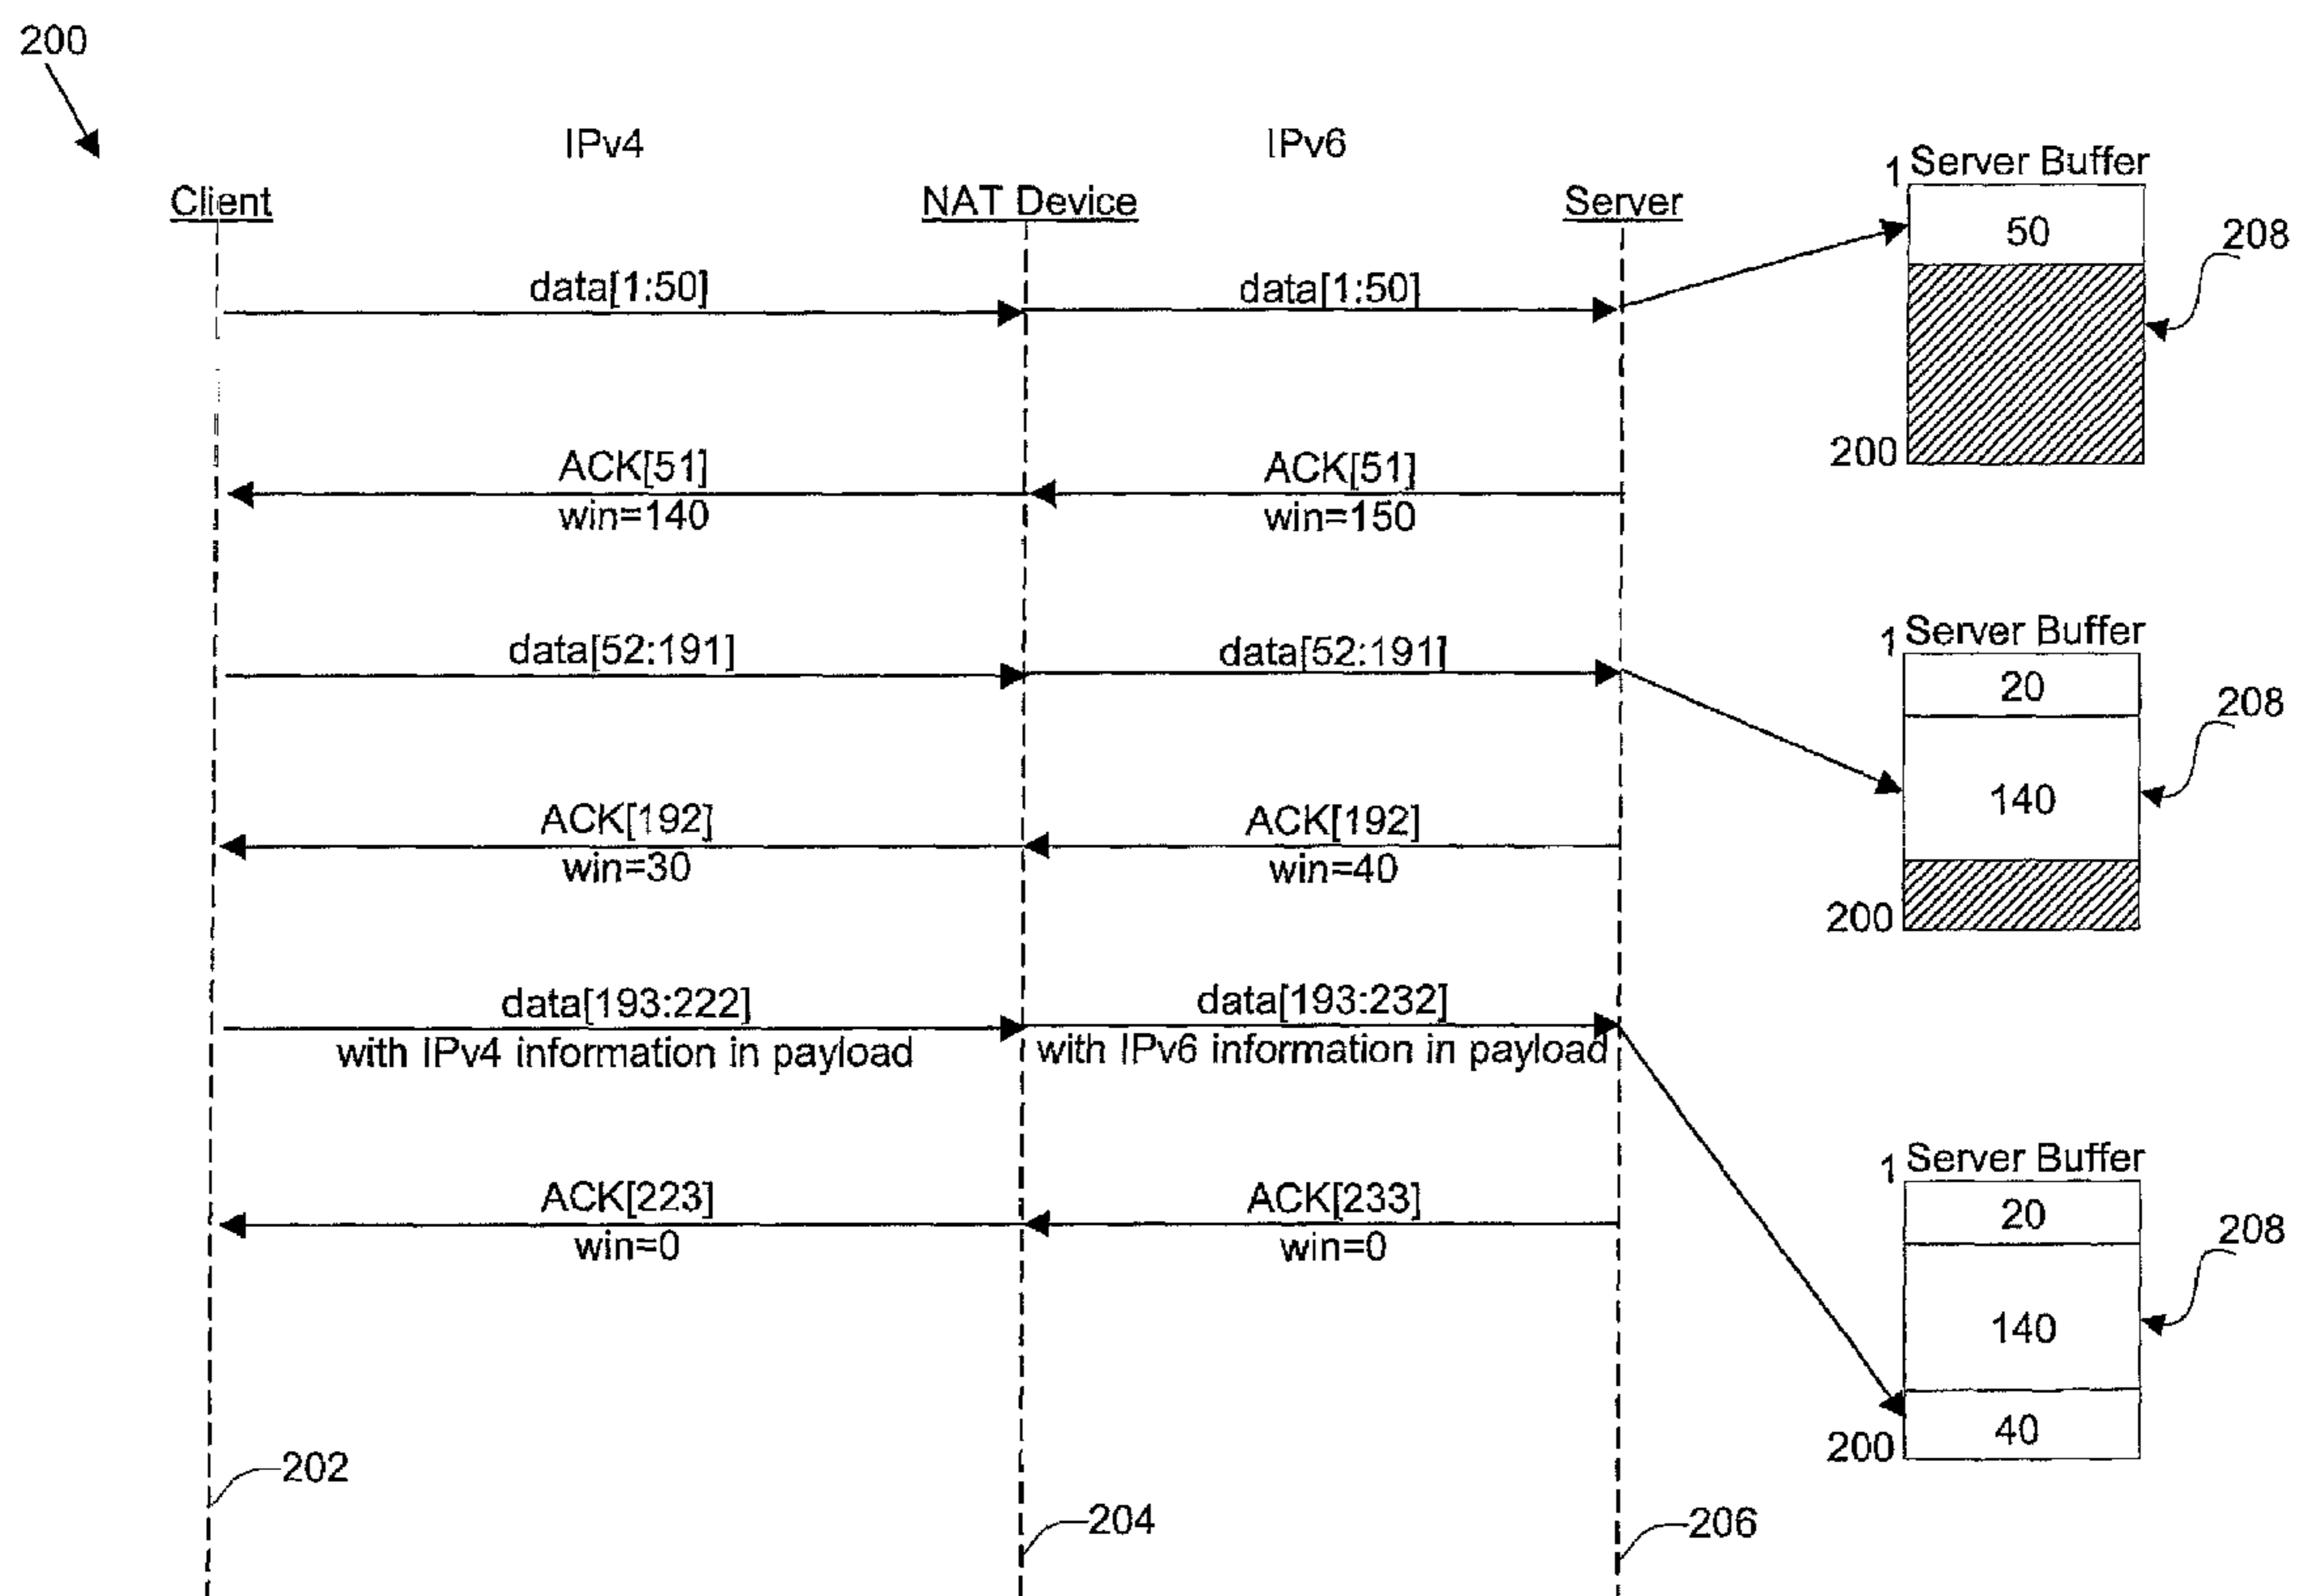 200
IPv4
IPv6
Client
NAT Device
Server
1 Server Buffer
50
208
200
data[1:50]
data[1:50]
ACK[51]
win=140
ACK[51]
win=150
data[52:191]
data[52:191]
1 Server Buffer
20
140
208
200
ACK[192]
win=30
ACK[192]
win=40
data[193:222]
with IPv4 information in payload
data[193:232]
with IPv6 information in payload
1 Server Buffer
20
140
40
208
200
ACK[223]
win=0
ACK[233]
win=0
202
204
206